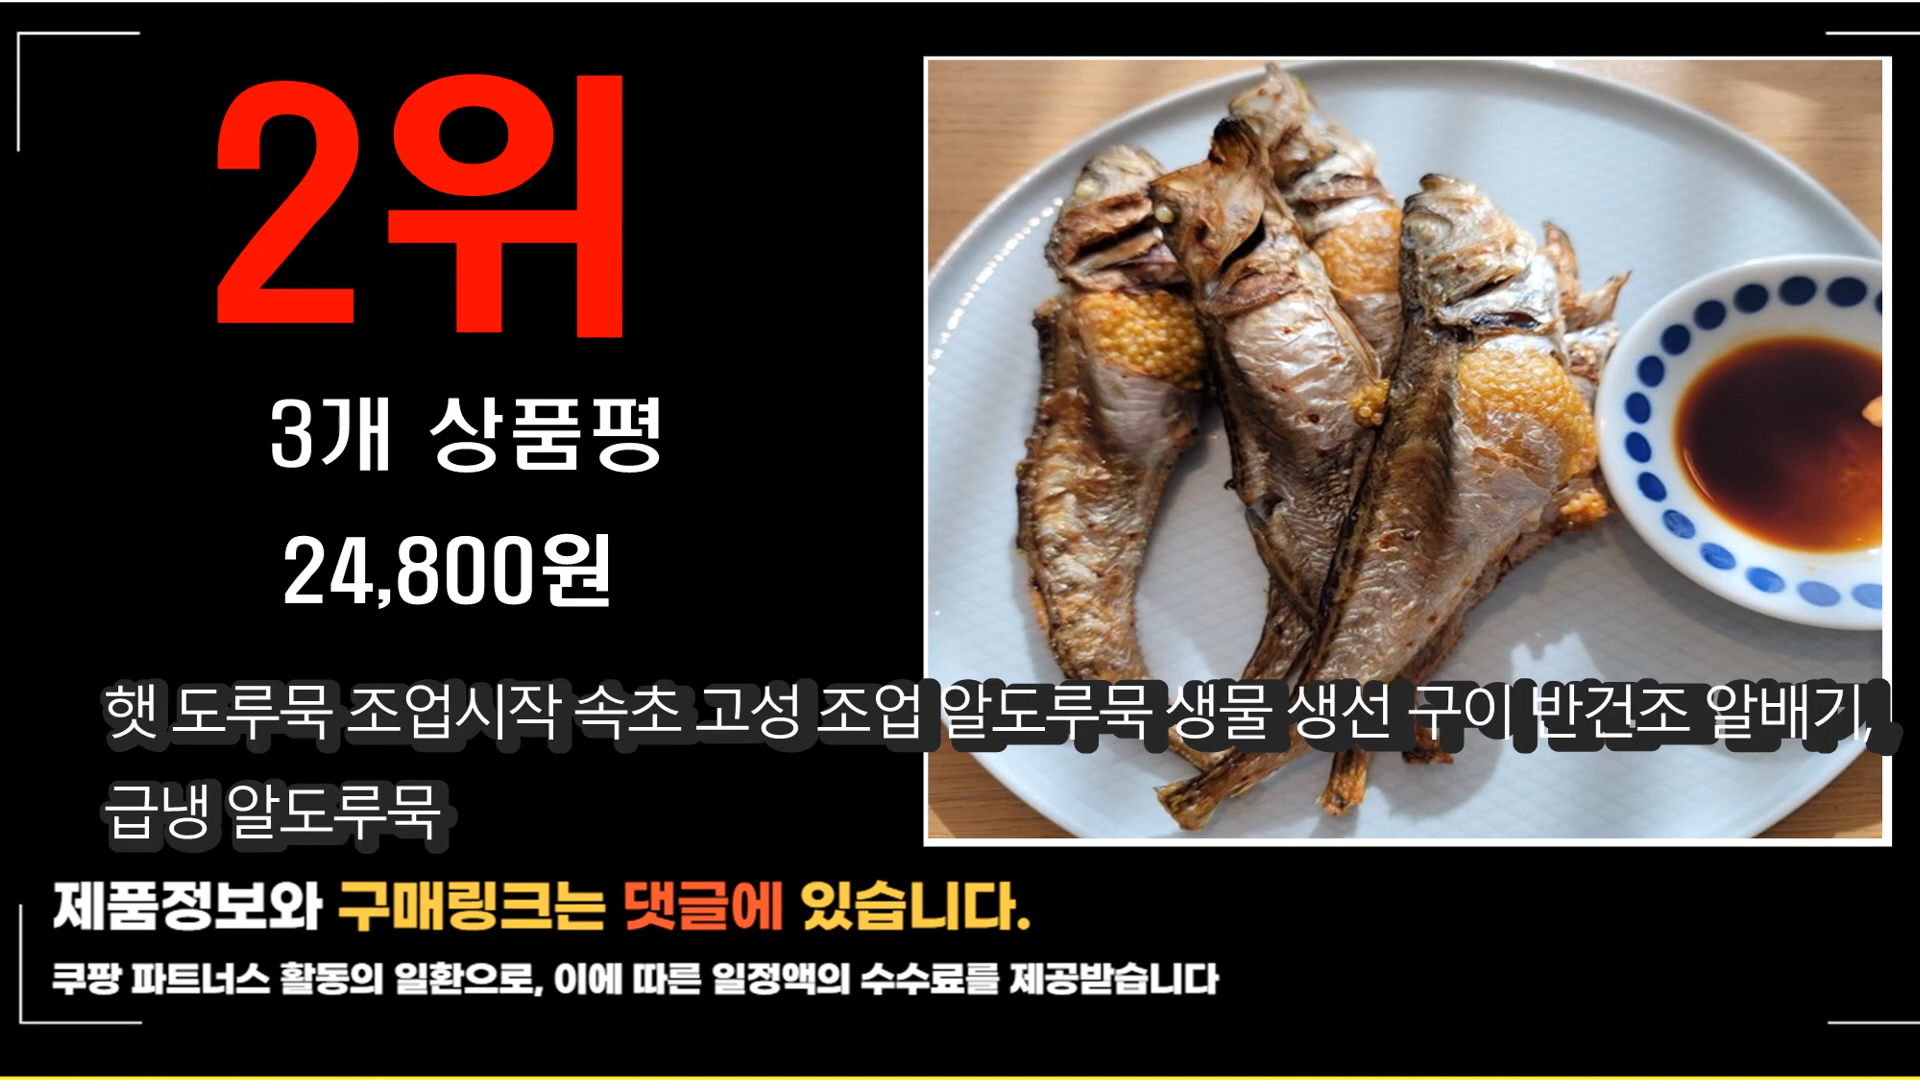 2위
3개 상품평
24,800원
햇 도루묵 조업시작 속초 고성 조업 알도루묵 생물 생선 구이 반건조 알배기,
급냉 알도루묵
제품정보와 구매링크는 댓글에 있습니다.
쿠팡 파트너스 활동의 일환으로, 이에 따른 일정액의 수수료를 제공받습니다